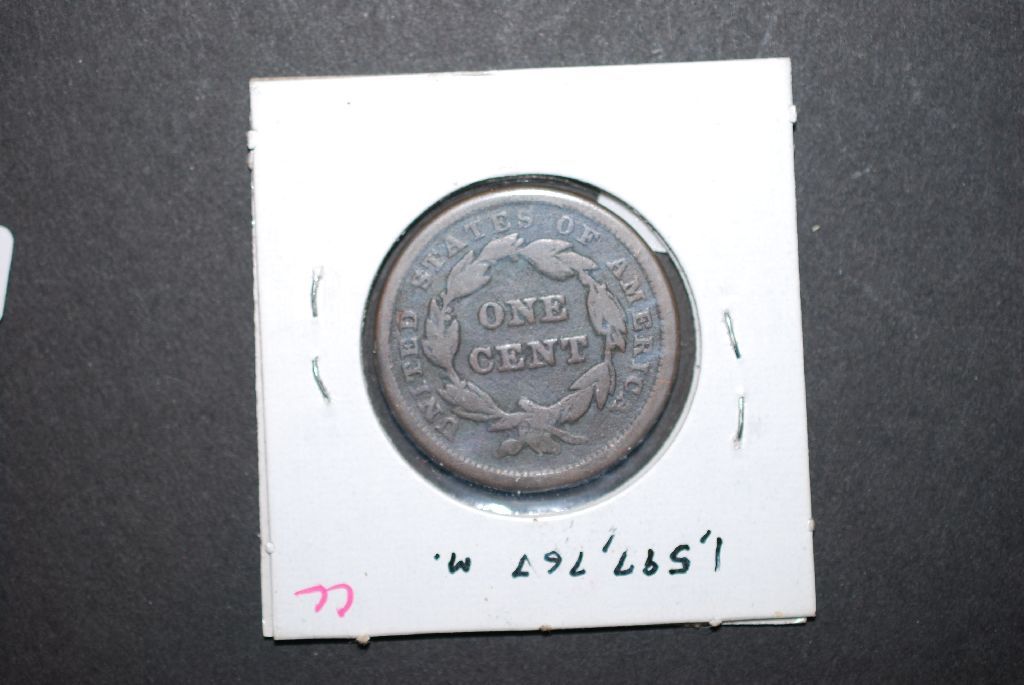 UNITED STATES OF AMERICA
ONE
CENT
1,597,767 M.
CC